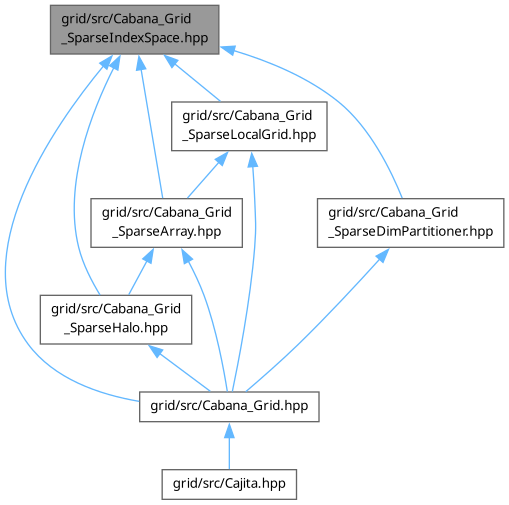 grid/src/Cabana_Grid
_SparseIndexSpace.hpp
grid/src/Cabana_Grid
_SparseLocalGrid.hpp
grid/src/Cabana_Grid
_SparseArray.hpp
grid/src/Cabana_Grid
_SparseDimPartitioner.hpp
grid/src/Cabana_Grid
_SparseHalo.hpp
grid/src/Cabana_Grid.hpp
grid/src/Cajita.hpp